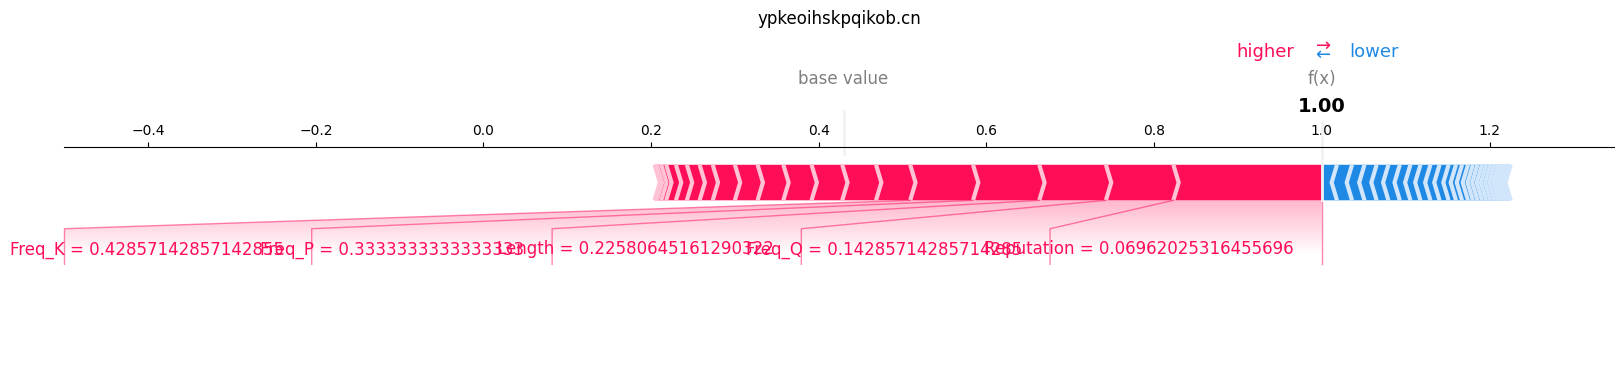 ypkeoihskpqikob.cn
higher ⇄ lower
base value f(x)
1.00
−0.4 −0.2 0.0 0.2 0.4 0.6 0.8 1.0 1.2
Freq_K = 0.42857142857142855 Freq_P = 0.3333333333333333 Length = 0.22580645161290322 Freq_Q = 0.14285714285714285 Reputation = 0.06962025316455696